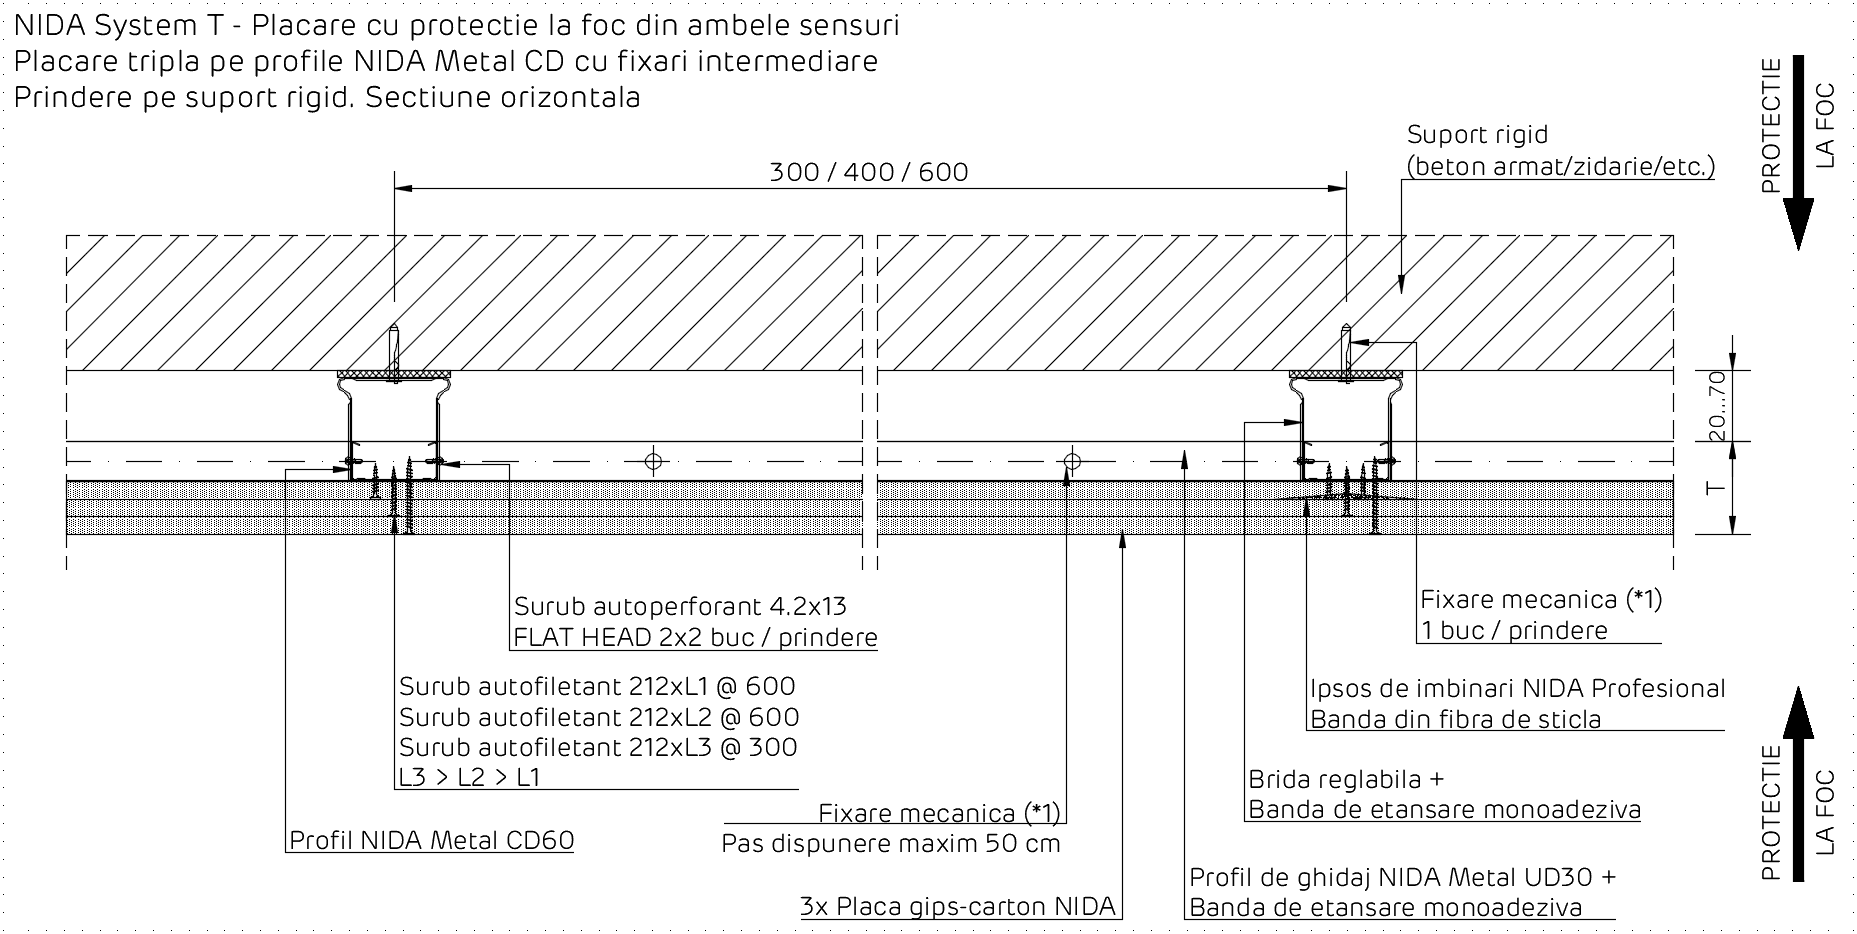 NIDA System T - Placare cu protectie la foc din ambele sensuri
Placare tripla pe profile NIDA Metal CD cu fixari intermediare
Prindere pe suport rigid. Sectiune orizontala
PROTECTIE
LA FOC
Suport rigid
(beton armat/zidarie/etc.)
300 / 400 / 600
20...70
T
Surub autoperforant 4.2x13
FLAT HEAD 2x2 buc / prindere
Fixare mecanica (*1)
1 buc / prindere
Surub autofiletant 212xL1 @ 600
Surub autofiletant 212xL2 @ 600
Surub autofiletant 212xL3 @ 300
L3 > L2 > L1
Ipsos de imbinari NIDA Profesional
Banda din fibra de sticla
Brida reglabila +
Banda de etansare monoadeziva
Fixare mecanica (*1)
Pas dispunere maxim 50 cm
Profil NIDA Metal CD60
Profil de ghidaj NIDA Metal UD30 +
Banda de etansare monoadeziva
3x Placa gips-carton NIDA
PROTECTIE
LA FOC